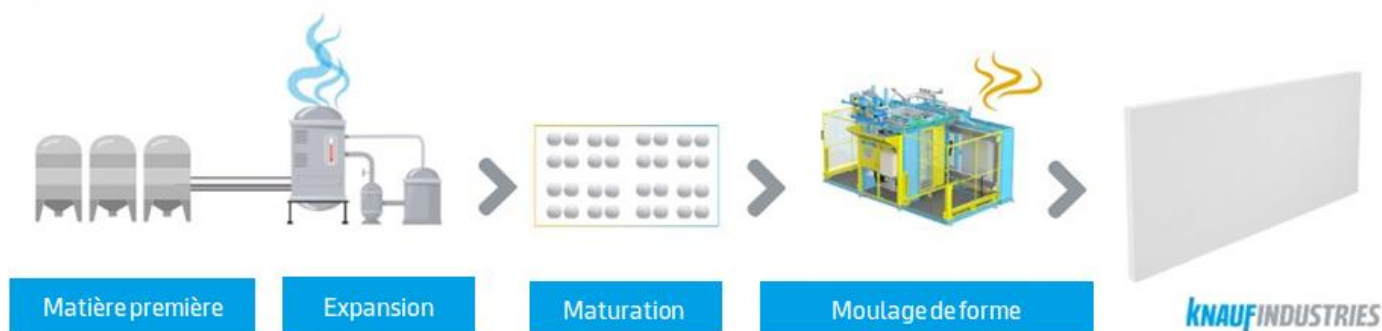 Matière première
Expansion
Maturation
Moulage de forme
KNAUFINDUSTRIES